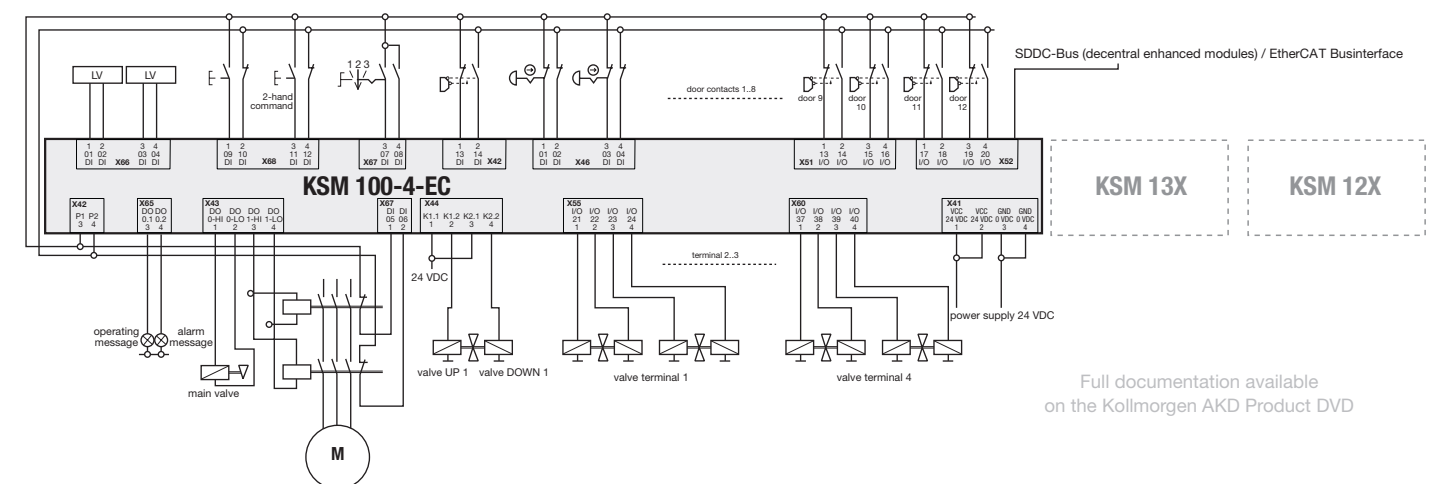 SDDC-Bus (decentral enhanced modules) / EtherCAT Businterface
LV LV
1 2 3
2-hand
command
door contacts 1..8
door 9
door
10
door
11
door
12
1 2 3 4
01 02 03 04
DI DI X66 DI DI
1 2 3 4
09 10 11 12
DI DI X68 DI DI
3 4
07 08
X67 DI DI
1 2
13 14
DI DI X42
1 2 3 4
01 02 03 04
DI DI X46 DI DI
1 2 3 4
13 14 15 16
X51 I/O I/O I/O I/O
1 2 3 4
17 18 19 20
I/O I/O I/O I/O X52
KSM 100-4-EC
KSM 13X
KSM 12X
X42
P1 P2
3 4
X65
DO DO
0.1 0.2
3 4
X43
DO DO DO DO
0-HI 0-LO 1-HI 1-LO
1 2 3 4
X67
DI DI
05 06
1 2
X44
K1.1 K1.2 K2.1 K2.2
1 2 3 4
X55
I/O I/O I/O I/O
21 22 23 24
1 2 3 4
X60
I/O I/O I/O I/O
37 38 39 40
1 2 3 4
X41
VCC VCC GND GND
24 VDC 24 VDC 0 VDC 0 VDC
1 2 3 4
24 VDC
terminal 2..3
power supply 24 VDC
operating
message
alarm
message
main valve
valve UP 1
valve DOWN 1
valve terminal 1
valve terminal 4
M
Full documentation available
on the Kollmorgen AKD Product DVD